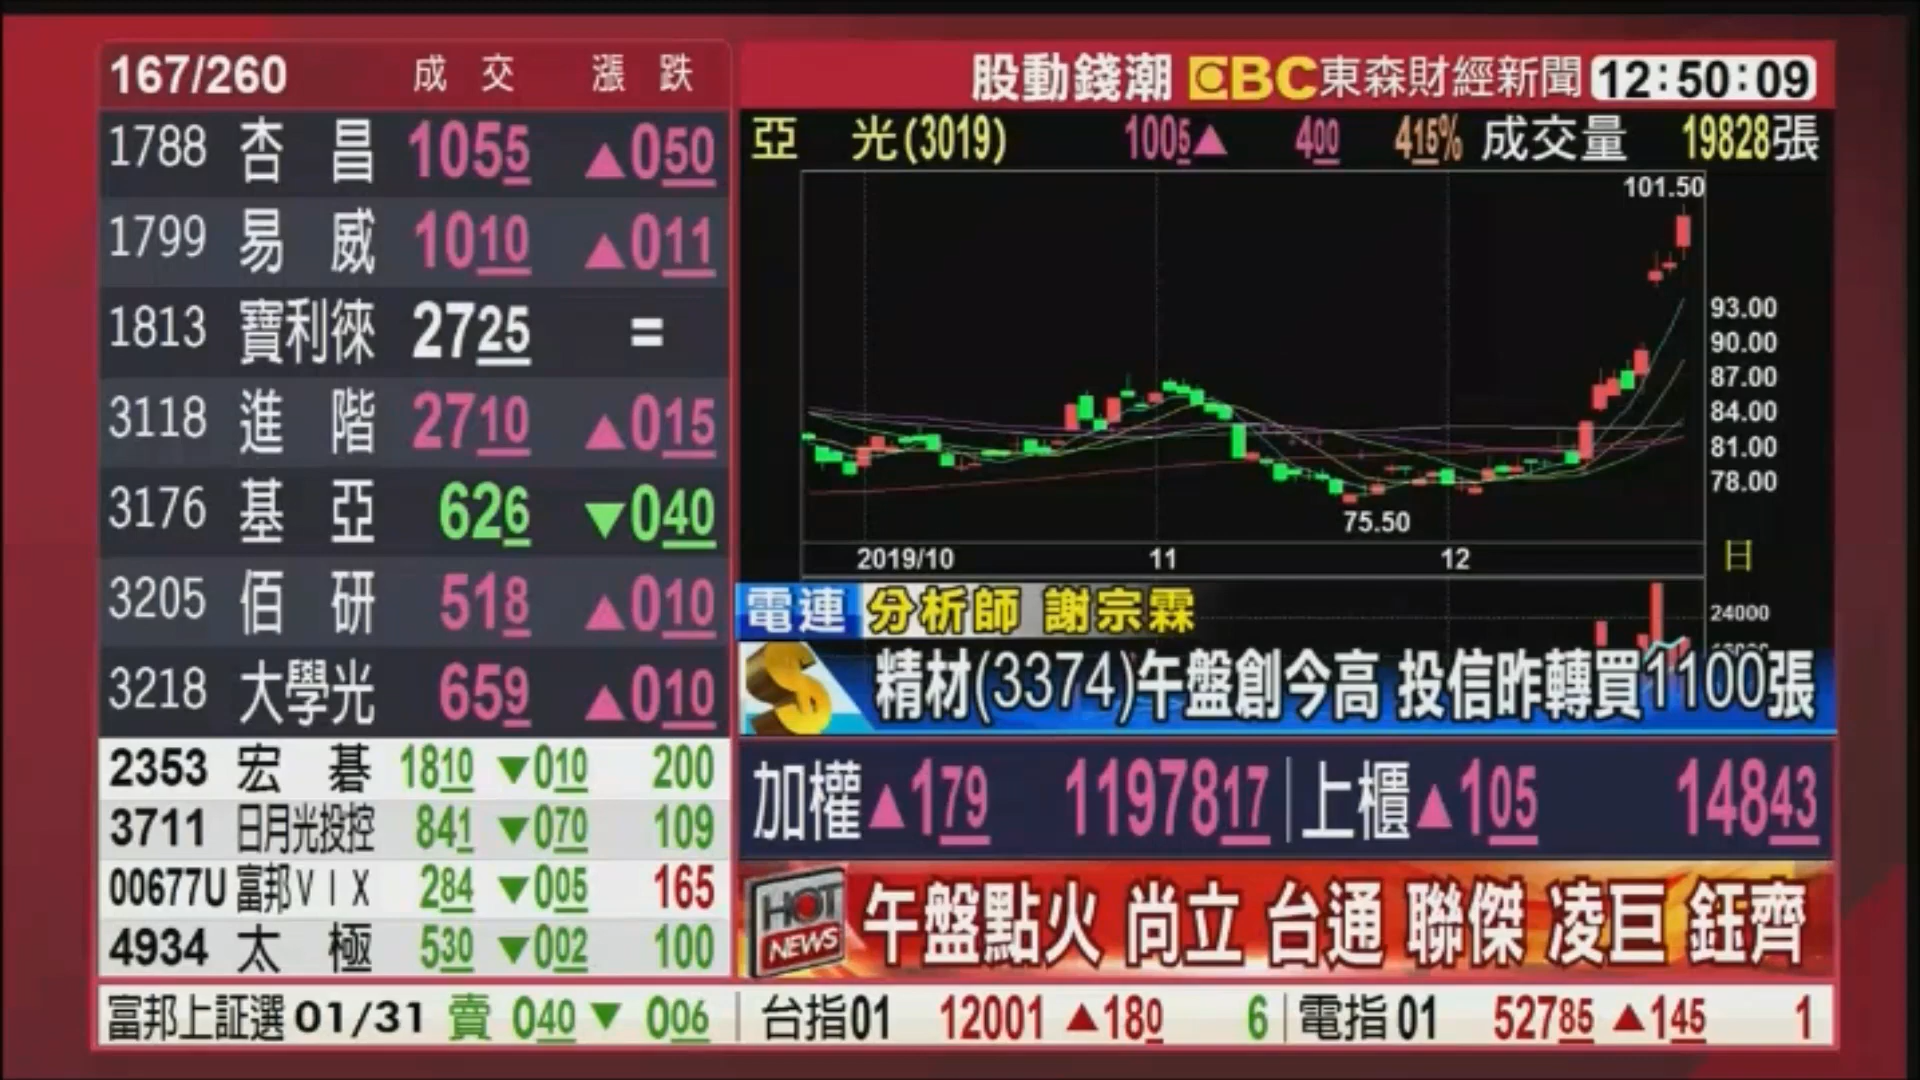 167/260 成交 漲跌
1788 杏昌 1055 ▲050
1799 易威 1010 ▲011
1813 寶利徠 2725 =
3118 進階 2710 ▲015
3176 基亞 626 ▼040
3205 佰研 518 ▲010
3218 大學光 659 ▲010
2353 宏碁 1810 ▼010 200
3711 日月光投控 841 ▼070 109
00677U 富邦VIX 284 ▼005 165
4934 太極 530 ▼002 100
股動錢潮 EBC東森財經新聞 12:50:09
亞光(3019) 1005▲ 400 415% 成交量 19828張
101.50
93.00
90.00
87.00
84.00
81.00
78.00
75.50
2019/10 11 12 日
24000
電連 分析師 謝宗霖
精材(3374)午盤創今高 投信昨轉買1100張
加權▲179 1197817 上櫃▲105 14843
HOT NEWS 午盤點火 尚立 台通 聯傑 凌巨 鈺齊
富邦上証選 01/31 賣 040▼ 006 台指01 12001 ▲180 6 電指01 52785 ▲145 1